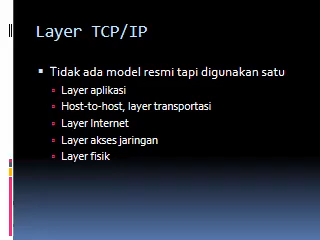 Layer TCP/IP
Tidak ada model resmi tapi digunakan satu
Layer aplikasi
Host-to-host, layer transportasi
Layer Internet
Layer akses jaringan
Layer fisik